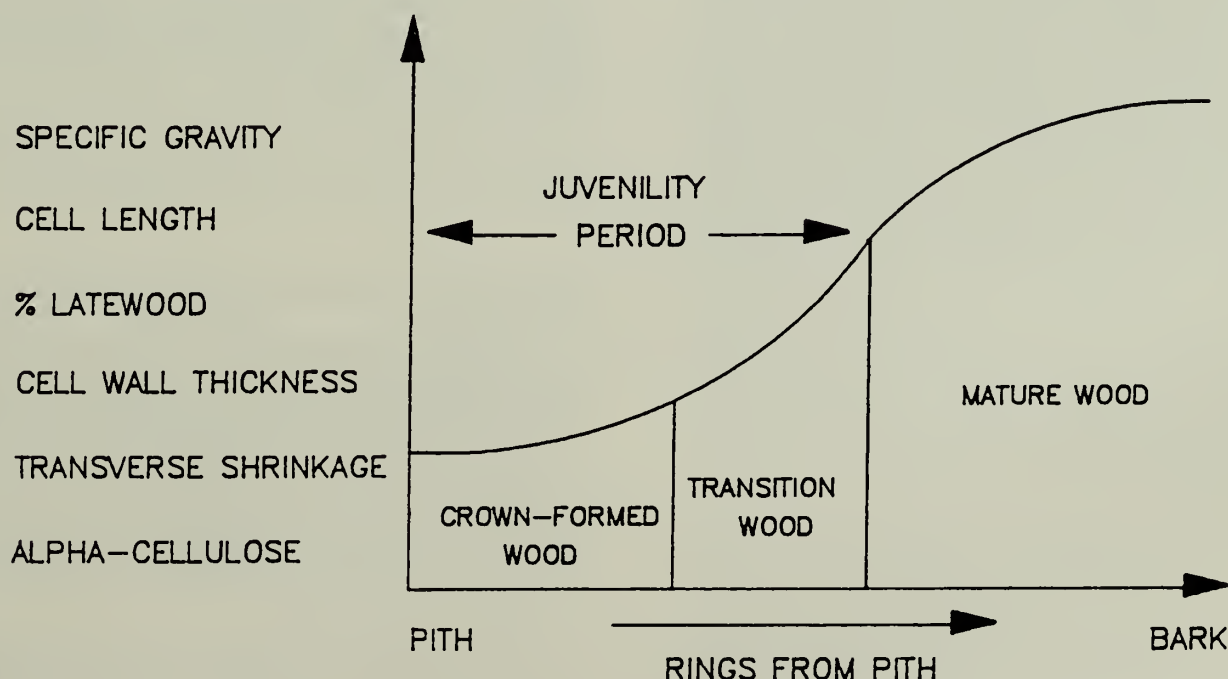 SPECIFIC GRAVITY
CELL LENGTH
% LATEWOOD
CELL WALL THICKNESS
TRANSVERSE SHRINKAGE
ALPHA-CELLULOSE
JUVENILITY
PERIOD
CROWN-FORMED
WOOD
TRANSITION
WOOD
MATURE WOOD
PITH
BARK
RINGS FROM PITH